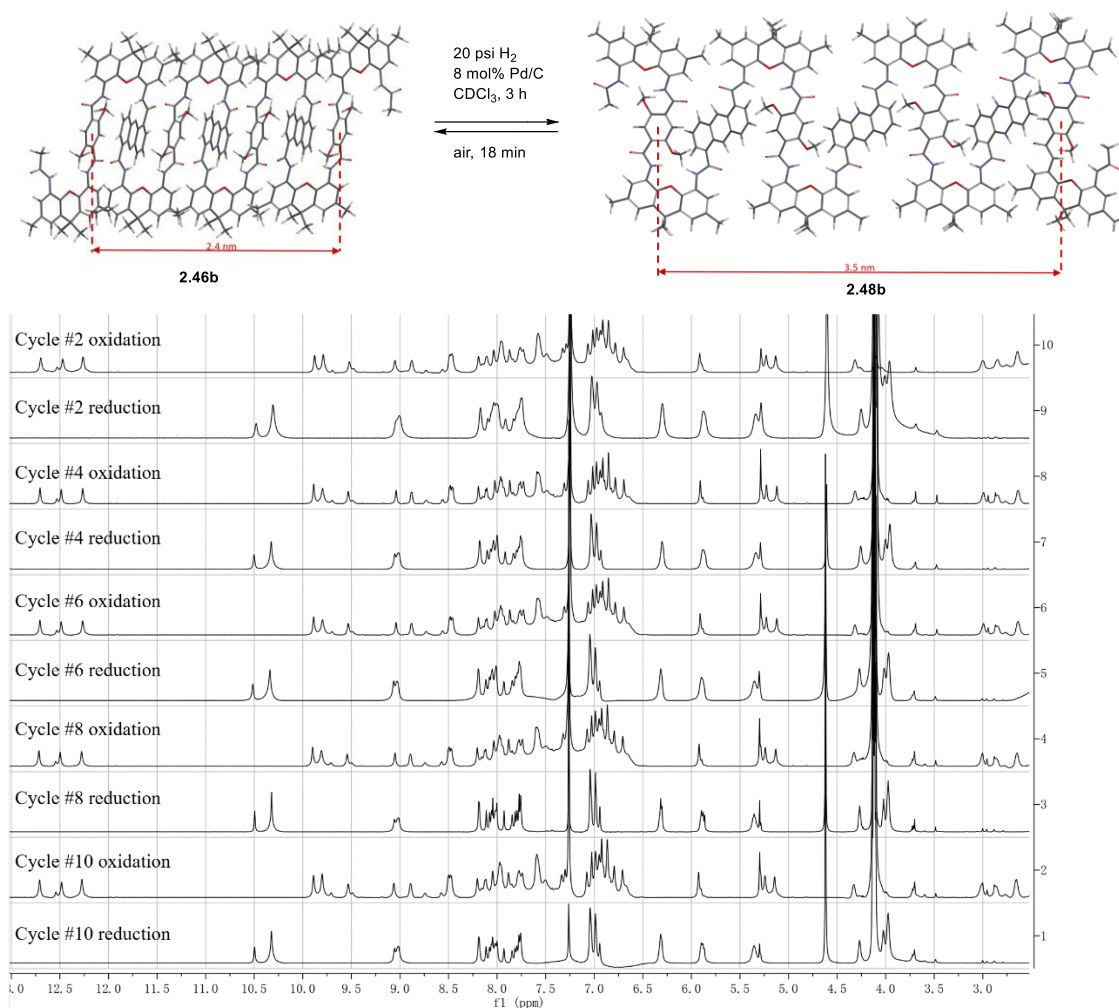 20 psi H₂
8 mol% Pd/C
CDCl₃, 3 h
air, 18 min
2.4 nm
3.5 nm
2.46b
2.48b
Cycle #2 oxidation
10
Cycle #2 reduction
9
Cycle #4 oxidation
8
Cycle #4 reduction
7
Cycle #6 oxidation
6
Cycle #6 reduction
5
Cycle #8 oxidation
4
Cycle #8 reduction
3
Cycle #10 oxidation
2
Cycle #10 reduction
1
3.0 12.5 12.0 11.5 11.0 10.5 10.0 9.5 9.0 8.5 8.0 7.5 7.0 6.5 6.0 5.5 5.0 4.5 4.0 3.5 3.0
f1 (ppm)